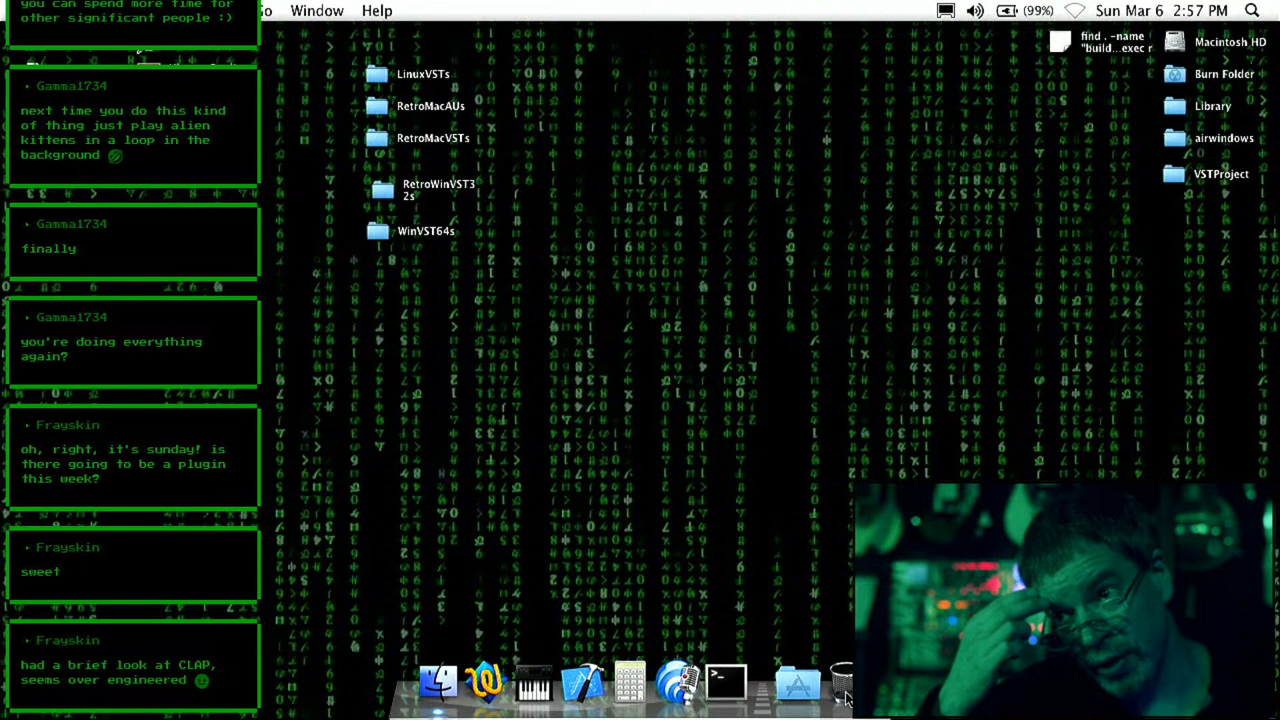 you can spend more time for
other significant people :)
Gamma1734
next time you do this kind
of thing just play alien
kittens in a loop in the
background
Gamma1734
finally
Gamma1734
you're doing everything
again?
Frayskin
oh, right, it's sunday! is
there going to be a plugin
this week?
Frayskin
sweet
Frayskin
had a brief look at CLAP,
seems over engineered
Window Help
(99%) Sun Mar 6 2:57 PM
LinuxVSTs
RetroMacAUs
RetroMacVSTs
RetroWinVST3
2s
WinVST64s
find . -name
"build...exec r
Macintosh HD
Burn Folder
Library
airwindows
VSTProject